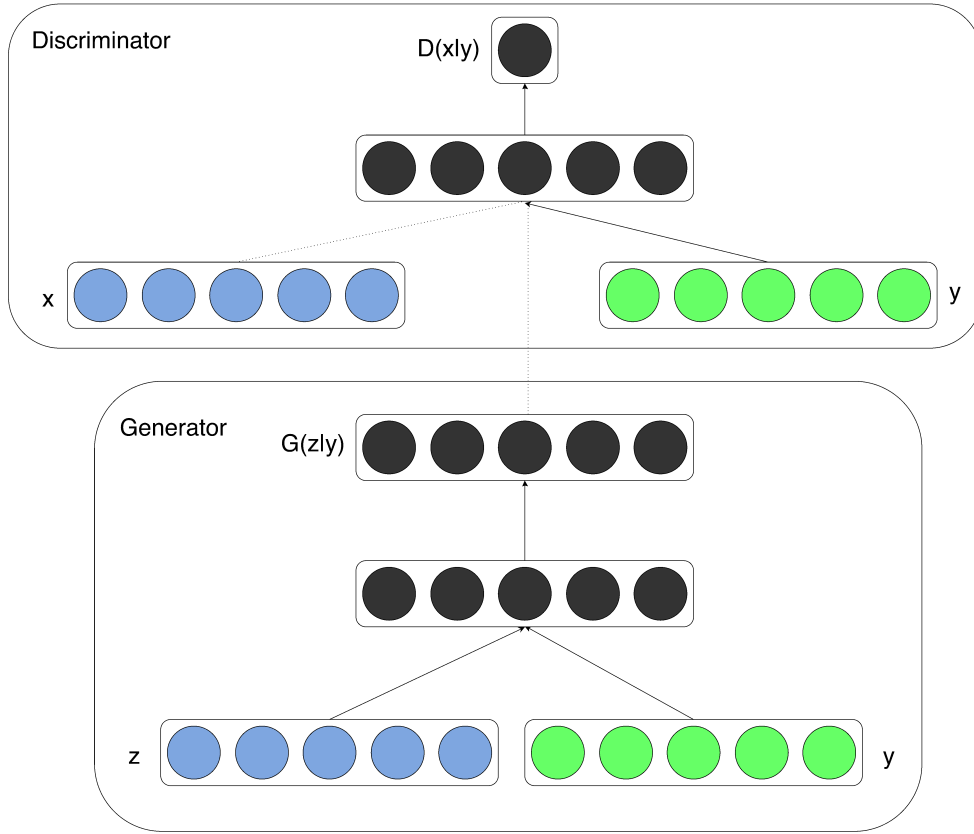 Discriminator
D(x|y)
x
y
Generator
G(z|y)
z
y